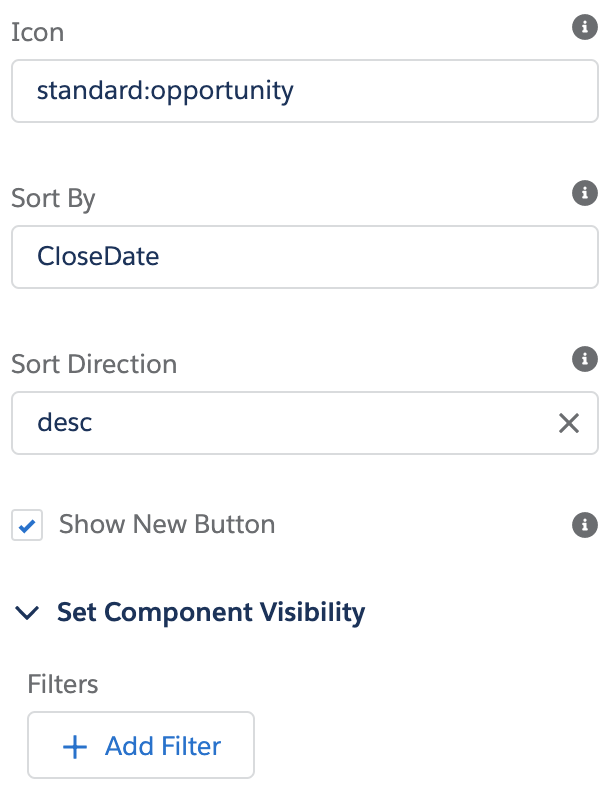 Icon
standard:opportunity
Sort By
CloseDate
Sort Direction
desc
Show New Button
Set Component Visibility
Filters
Add Filter